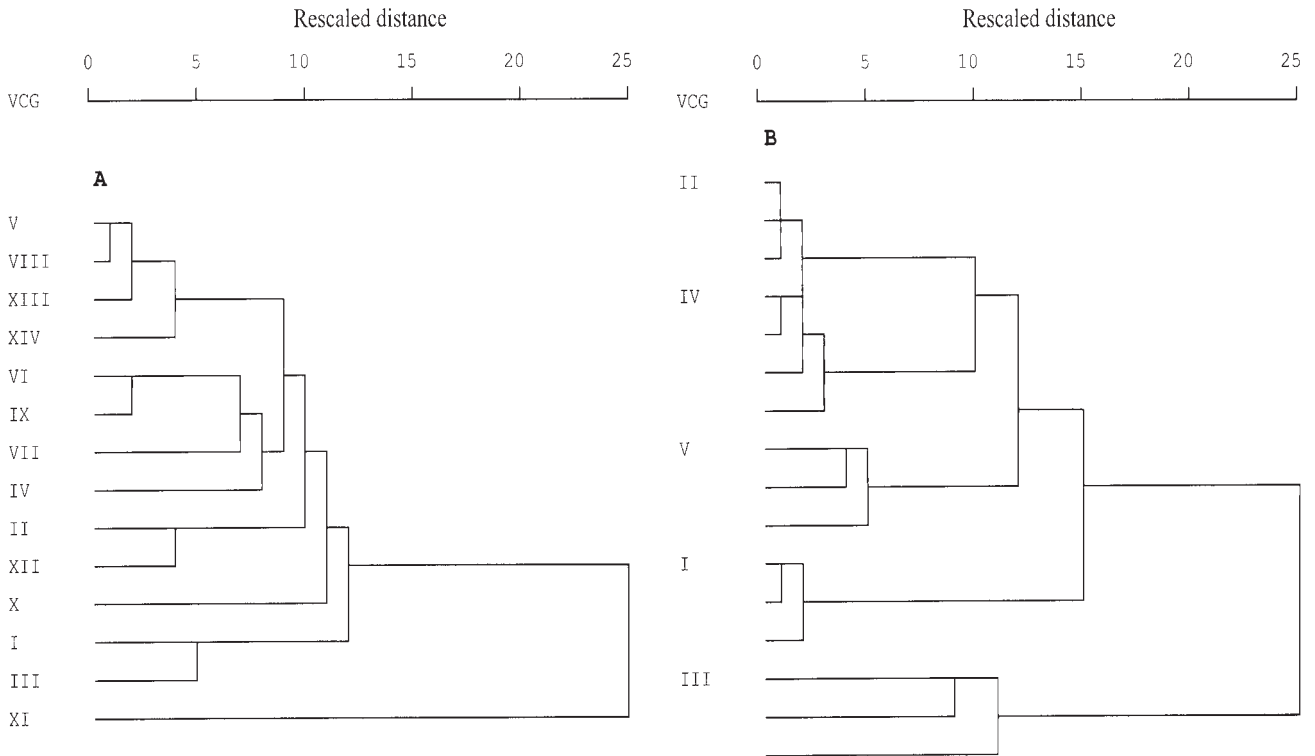 Rescaled distance
0 5 10 15 20 25
VCG
A
V
VIII
XIII
XIV
VI
IX
VII
IV
II
XII
X
I
III
XI
Rescaled distance
0 5 10 15 20 25
VCG
B
II
IV
V
I
III